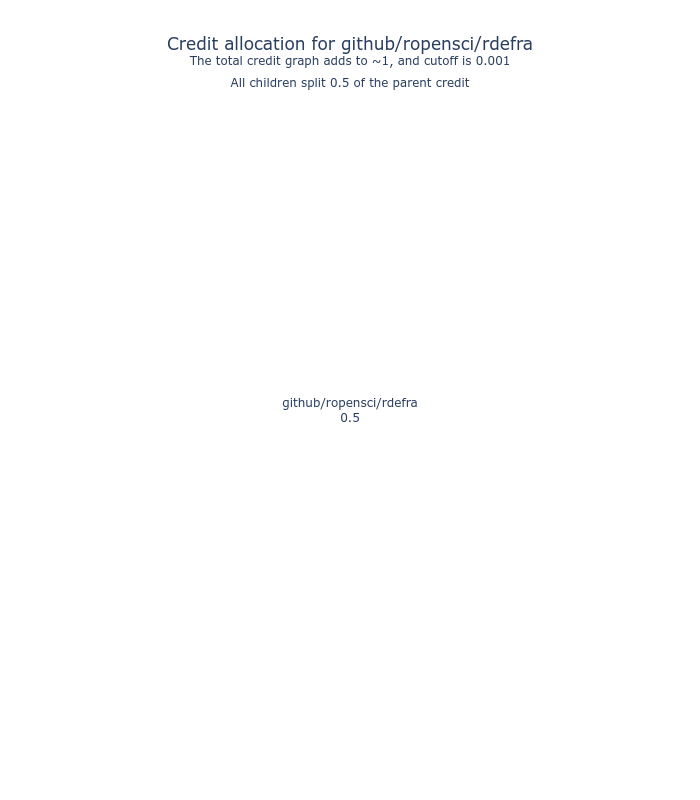 Credit allocation for github/ropensci/rdefra
The total credit graph adds to ~1, and cutoff is 0.001
All children split 0.5 of the parent credit
github/ropensci/rdefra
0.5